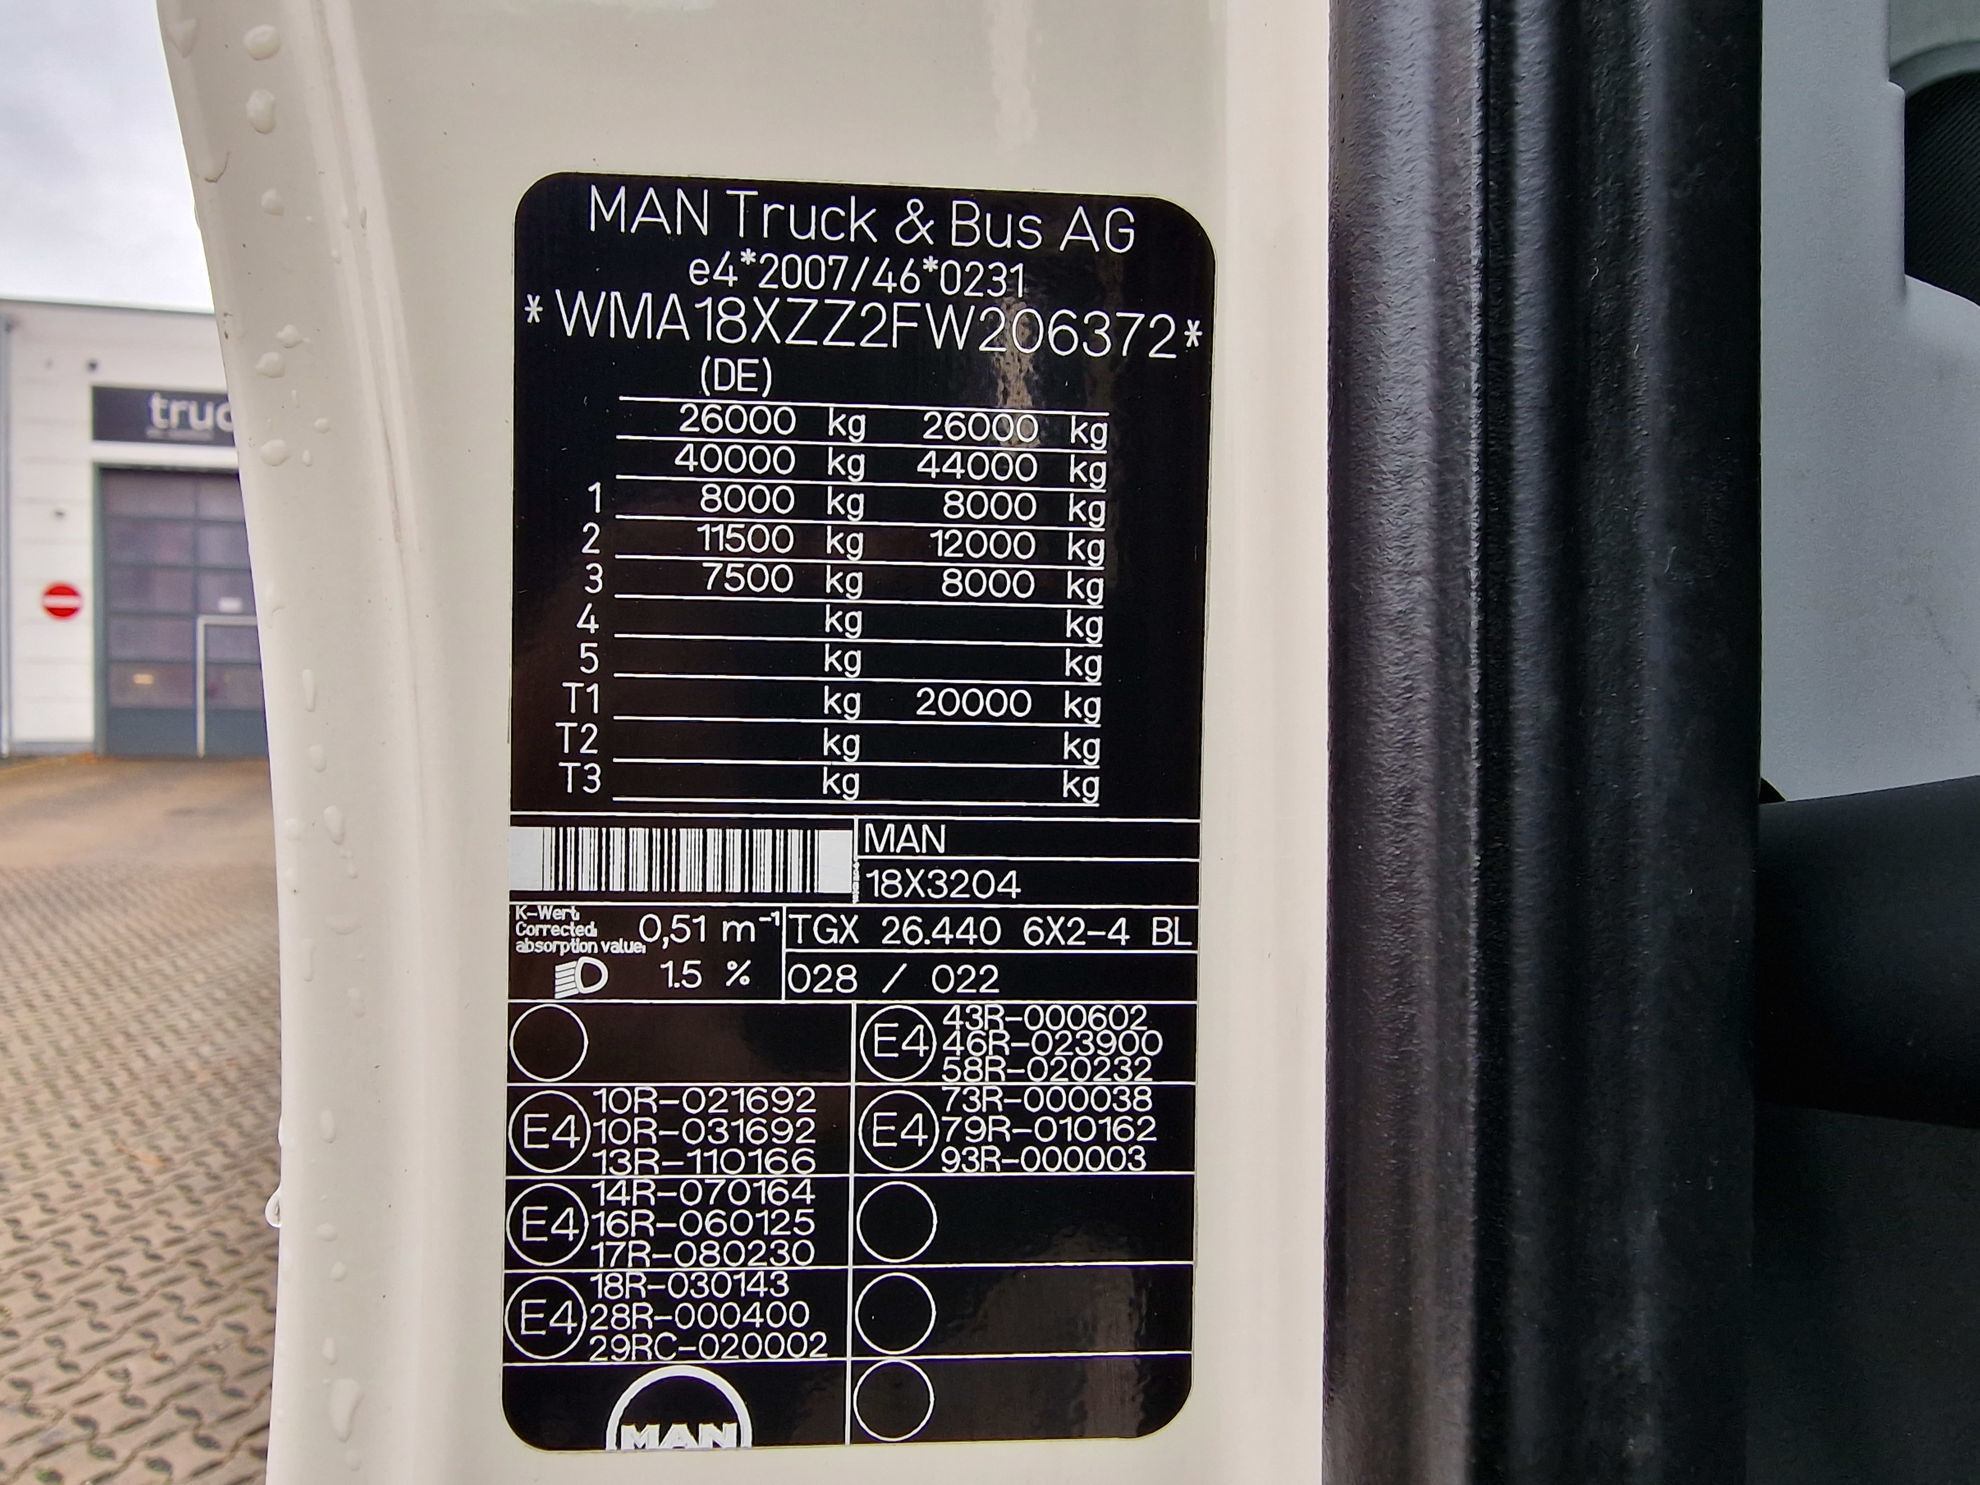 MAN Truck & Bus AG
e4*2007/46*0231
*WMA18XZZ2FW206372*
(DE)
26000 kg 26000 kg
40000 kg 44000 kg
1 8000 kg 8000 kg
2 11500 kg 12000 kg
3 7500 kg 8000 kg
4 kg kg
5 kg kg
T1 kg 20000 kg
T2 kg kg
T3 kg kg
MAN
18X3204
K-Wert:
Corrected:
absorption value:
0,51 m⁻¹
TGX 26.440 6X2-4 BL
1.5 %
028 / 022
E4
43R-000602
46R-023900
58R-020232
E4
10R-021692
10R-031692
13R-110166
E4
73R-000038
79R-010162
93R-000003
E4
14R-070164
16R-060125
17R-080230
E4
18R-030143
28R-000400
29RC-020002
MAN
truc